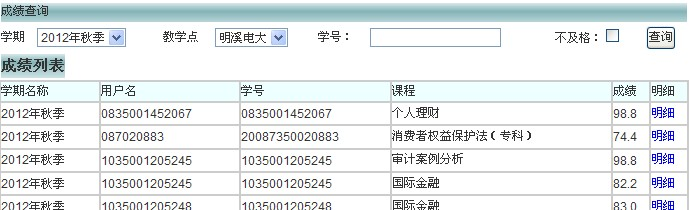 成绩查询
学期 2012年秋季 教学点 明溪电大 学号： 不及格： 查询
成绩列表
学期名称 用户名 学号 课程 成绩 明细
2012年秋季 0835001452067 0835001452067 个人理财 98.8 明细
2012年秋季 087020883 20087350020883 消费者权益保护法（专科） 74.4 明细
2012年秋季 1035001205245 1035001205245 审计案例分析 98.8 明细
2012年秋季 1035001205245 1035001205245 国际金融 82.2 明细
2012年秋季 1035001205248 1035001205248 国际金融 83.0 明细